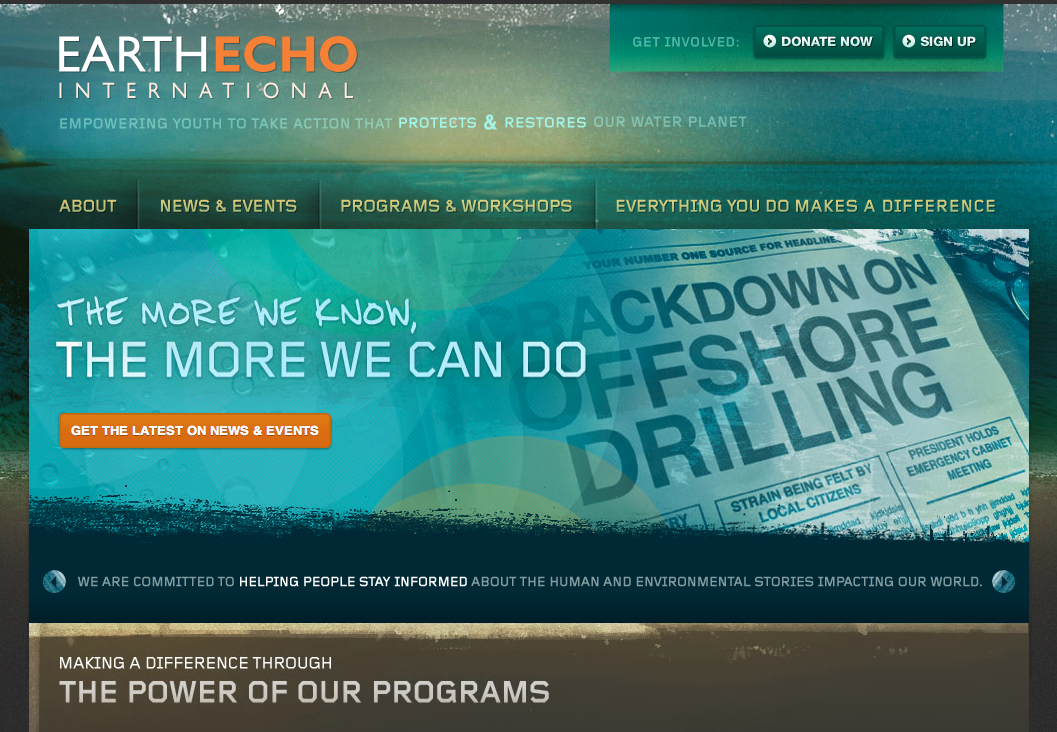 EARTHECHO
INTERNATIONAL
GET INVOLVED: DONATE NOW SIGN UP
EMPOWERING YOUTH TO TAKE ACTION THAT PROTECTS & RESTORES OUR WATER PLANET
ABOUT NEWS & EVENTS PROGRAMS & WORKSHOPS EVERYTHING YOU DO MAKES A DIFFERENCE
YOUR NUMBER ONE SOURCE FOR HEADLINE
CRACKDOWN ON
OFFSHORE
DRILLING
THE MORE WE KNOW,
THE MORE WE CAN DO
GET THE LATEST ON NEWS & EVENTS
STRAIN BEING FELT BY
LOCAL CITIZENS
PRESIDENT HOLDS
EMERGENCY CABINET
MEETING
WE ARE COMMITTED TO HELPING PEOPLE STAY INFORMED ABOUT THE HUMAN AND ENVIRONMENTAL STORIES IMPACTING OUR WORLD.
MAKING A DIFFERENCE THROUGH
THE POWER OF OUR PROGRAMS